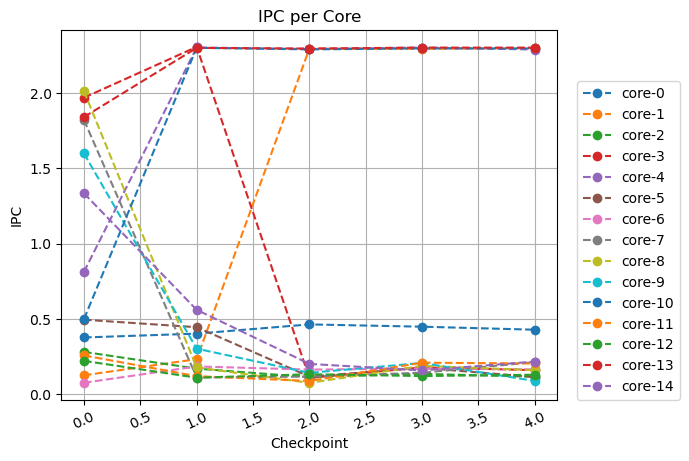 IPC per Core
IPC
2.0
1.5
1.0
0.5
0.0
0.0
0.5
1.0
1.5
2.0
2.5
3.0
3.5
4.0
Checkpoint
core-0
core-1
core-2
core-3
core-4
core-5
core-6
core-7
core-8
core-9
core-10
core-11
core-12
core-13
core-14